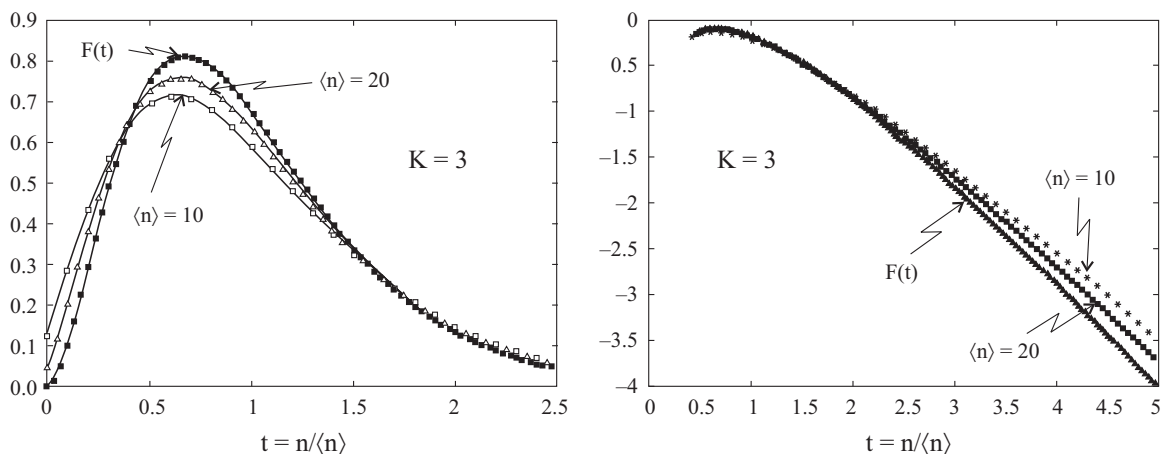 0.9
0.8
0.7
0.6
0.5
0.4
0.3
0.2
0.1
0.0
F(t)
⟨n⟩ = 20
K = 3
⟨n⟩ = 10
0 0.5 1 1.5 2 2.5
t = n/⟨n⟩
0
0.5
–1
–1.5
–2
–2.5
–3
–3.5
–4
K = 3
⟨n⟩ = 10
F(t)
⟨n⟩ = 20
0 0.5 1 1.5 2 2.5 3 3.5 4 4.5 5
t = n/⟨n⟩